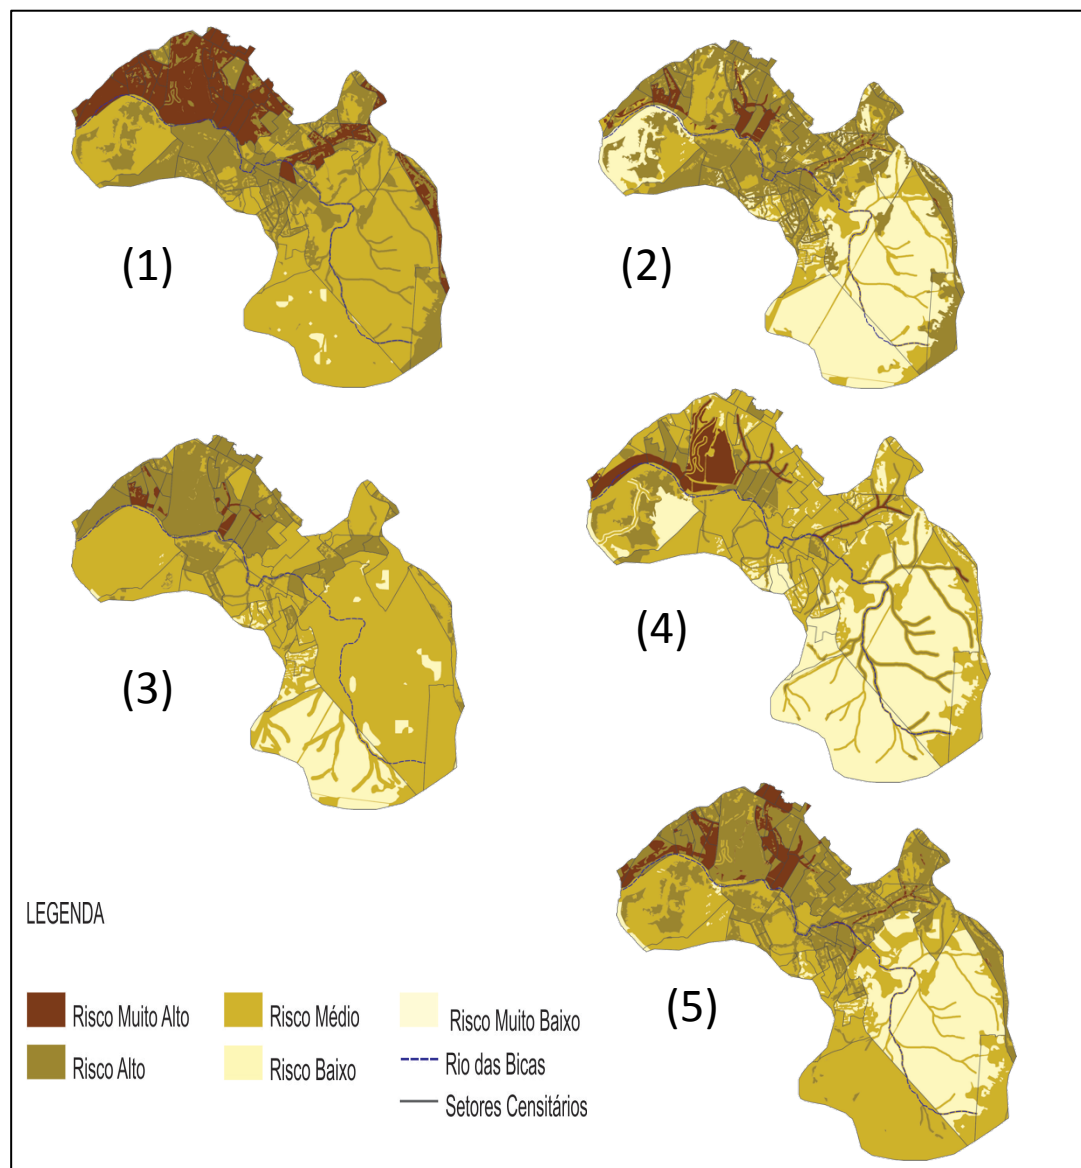 (1)
(2)
(3)
(4)
(5)
LEGENDA
Risco Muito Alto
Risco Médio
Risco Muito Baixo
Risco Alto
Risco Baixo
Rio das Bicas
Setores Censitários